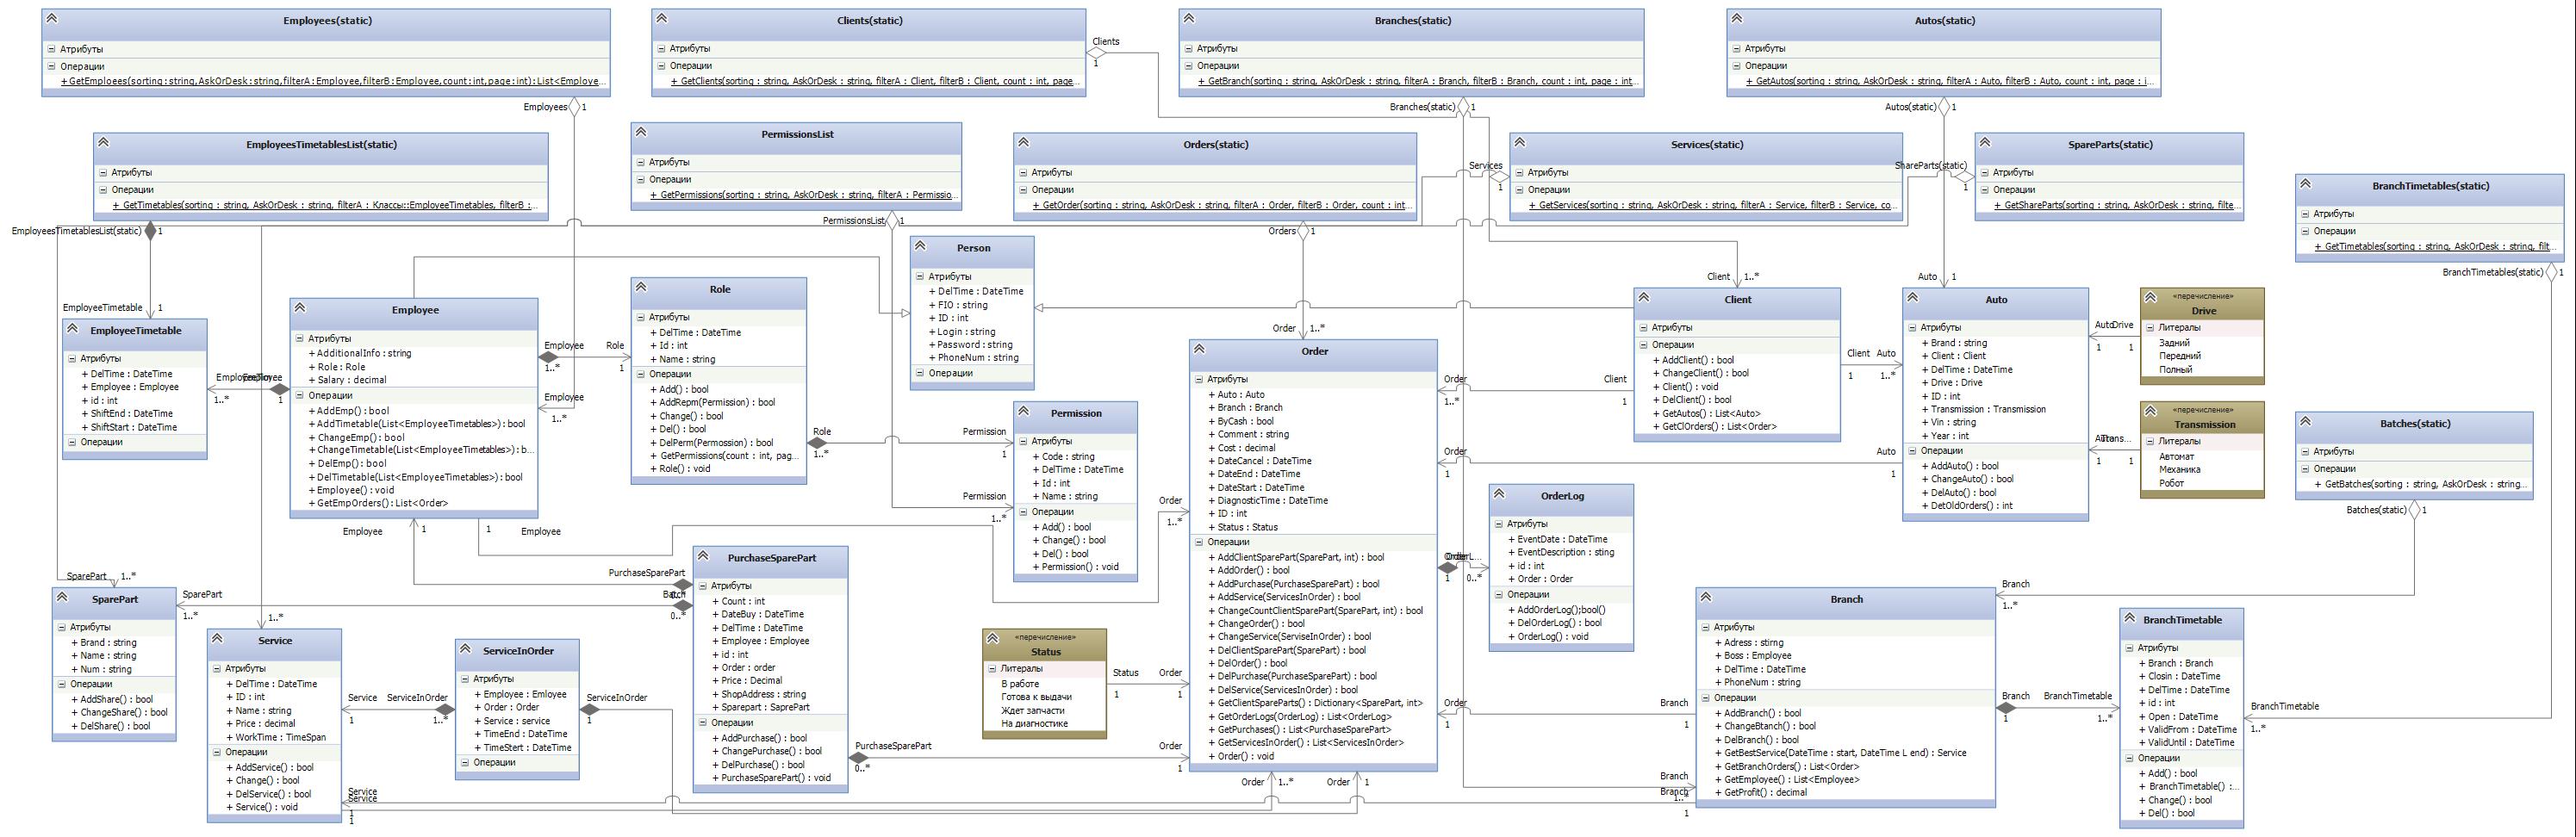 Employees(static)
Атрибуты
Операции
+ GetEmploees(sorting:string,AskOrDesk:string,filterA:Employee,filterB:Employee,count:int,page:int):List<Employe...
Employees
1
Clients(static)
Атрибуты
Операции
+ GetClients(sorting : string, AskOrDesk : string, filterA : Client, filterB : Client, count : int, page...
Clients
1
Branches(static)
Атрибуты
Операции
+ GetBranch(sorting : string, AskOrDesk : string, filterA : Branch, filterB : Branch, count : int, page : int...
Branches(static)
1
Autos(static)
Атрибуты
Операции
+ GetAutos(sorting : string, AskOrDesk : string, filterA : Auto, filterB : Auto, count : int, page : i...
Autos(static)
1
EmployeesTimetablesList(static)
Атрибуты
Операции
+ GetTimetables(sorting : string, AskOrDesk : string, filterA : Классы::EmployeeTimetables, filterB :...
EmployeesTimetablesList(static)
1
PermissionsList
Атрибуты
Операции
+ GetPermissions(sorting : string, AskOrDesk : string, filterA : Permissio...
PermissionsList
1
Orders(static)
Атрибуты
Операции
+ GetOrder(sorting : string, AskOrDesk : string, filterA : Order, filterB : Order, count : int...
Orders
1
Services(static)
Атрибуты
Операции
+ GetServices(sorting : string, AskOrDesk : string, filterA : Service, filterB : Service, co...
Services
1
SpareParts(static)
Атрибуты
Операции
+ GetShareParts(sorting : string, AskOrDesk : string, filte...
ShareParts(static)
1
BranchTimetables(static)
Атрибуты
Операции
+ GetTimetables(sorting : string, AskOrDesk : string, filt...
BranchTimetables(static)
1
EmployeeTimetable
1
EmployeeTimetable
Атрибуты
+ DelTime : DateTime
+ Employee : Employee
+ id : int
+ ShiftEnd : DateTime
+ ShiftStart : DateTime
Операции
1..*
1
Employee
Атрибуты
+ AdditionalInfo : string
+ Role : Role
+ Salary : decimal
Операции
+ AddEmp() : bool
+ AddTimetable(List<EmployeeTimetables>) : bool
+ ChangeEmp() : bool
+ ChangeTimetable(List<EmployeeTimetables>) : b...
+ DelEmp() : bool
+ DelTimetable(List<EmployeeTimetables>) : bool
+ Employee() : void
+ GetEmpOrders() : List<Order>
Employee
1..*
Role
1
Employee
1..*
Employee
1
1
Employee
Role
Атрибуты
+ DelTime : DateTime
+ Id : int
+ Name : string
Операции
+ Add() : bool
+ AddRepm(Permission) : bool
+ Change() : bool
+ Del() : bool
+ DelPerm(Permossion) : bool
+ GetPermissions(count : int, pag...
+ Role() : void
Role
1..*
Permission
1
Person
Атрибуты
+ DelTime : DateTime
+ FIO : string
+ ID : int
+ Login : string
+ Password : string
+ PhoneNum : string
Операции
Permission
Атрибуты
+ Code : string
+ DelTime : DateTime
+ Id : int
+ Name : string
Операции
+ Add() : bool
+ Change() : bool
+ Del() : bool
+ Permission() : void
Permission
1..*
Order
1..*
Order
1..*
Order
Атрибуты
+ Auto : Auto
+ Branch : Branch
+ ByCash : bool
+ Comment : string
+ Cost : decimal
+ DateCancel : DateTime
+ DateEnd : DateTime
+ DateStart : DateTime
+ DiagnosticTime : DateTime
+ ID : int
+ Status : Status
Операции
+ AddClientSparePart(SparePart, int) : bool
+ AddOrder() : bool
+ AddPurchase(PurchaseSparePart) : bool
+ AddService(ServicesInOrder) : bool
+ ChangeCountClientSparePart(SparePart, int) : bool
+ ChangeOrder() : bool
+ ChangeService(ServiseInOrder) : bool
+ DelClientSparePart(SparePart) : bool
+ DelOrder() : bool
+ DelPurchase(PurchaseSparePart) : bool
+ DelService(ServicesInOrder) : bool
+ GetClientSpareParts() : Dictionary<SparePart, int>
+ GetOrderLogs(OrderLog) : List<OrderLog>
+ GetPurchases() : List<PurchaseSparePart>
+ GetServicesInOrder() : List<ServicesInOrder>
+ Order() : void
Client
1..*
Client
Атрибуты
Операции
+ AddClient() : bool
+ ChangeClient() : bool
+ Client() : void
+ DelClient() : bool
+ GetAutos() : List<Auto>
+ GetClOrders() : List<Order>
Order
1..*
Client
1
Client
1
Auto
1..*
Auto
1
Auto
Атрибуты
+ Brand : string
+ Client : Client
+ DelTime : DateTime
+ Drive : Drive
+ ID : int
+ Transmission : Transmission
+ Vin : string
+ Year : int
Операции
+ AddAuto() : bool
+ ChangeAuto() : bool
+ DelAuto() : bool
+ DetOldOrders() : int
Order
1
Auto
1
«перечисление»
Drive
Литералы
Задний
Передний
Полный
Drive
1
1
«перечисление»
Transmission
Литералы
Автомат
Механика
Робот
1
1
Batches(static)
Атрибуты
Операции
+ GetBatches(sorting : string, AskOrDesk : string...
Batches(static)
1
OrderLog
Атрибуты
+ EventDate : DateTime
+ EventDescription : sting
+ id : int
+ Order : Order
Операции
+ AddOrderLog();bool()
+ DelOrderLog() : bool
+ OrderLog() : void
1
0..*
SparePart
1..*
SparePart
Атрибуты
+ Brand : string
+ Name : string
+ Num : string
Операции
+ AddShare() : bool
+ ChangeShare() : bool
+ DelShare() : bool
SparePart
1..*
1..*
Service
Атрибуты
+ DelTime : DateTime
+ ID : int
+ Name : string
+ Price : decimal
+ WorkTime : TimeSpan
Операции
+ AddService() : bool
+ Change() : bool
+ DelService() : bool
+ Service() : void
Service
1
ServiceInOrder
1..*
ServiceInOrder
Атрибуты
+ Employee : Emloyee
+ Order : Order
+ Service : service
+ TimeEnd : DateTime
+ TimeStart : DateTime
Операции
ServiceInOrder
1
PurchaseSparePart
Batch
0..*
PurchaseSparePart
Атрибуты
+ Count : int
+ DateBuy : DateTime
+ DelTime : DateTime
+ Employee : Employee
+ id : int
+ Order : order
+ Price : Decimal
+ ShopAddress : string
+ Sparepart : SaprePart
Операции
+ AddPurchase() : bool
+ ChangePurchase() : bool
+ DelPurchase() : bool
+ PurchaseSparePart() : void
PurchaseSparePart
0..*
Order
1
«перечисление»
Status
Литералы
В работе
Готова к выдачи
Ждет запчасти
На диагностике
Status
1
Order
1
Order
1..*
Order
1
Service
Service
1
1
Order
1
Branch
1
Branch
Branch
1..*
1
Branch
Атрибуты
+ Adress : stirng
+ Boss : Employee
+ DelTime : DateTime
+ PhoneNum : string
Операции
+ AddBranch() : bool
+ ChangeBtanch() : bool
+ DelBranch() : bool
+ GetBestService(DateTime : start, DateTime L end) : Service
+ GetBranchOrders() : List<Order>
+ GetEmployee() : List<Employee>
+ GetProfit() : decimal
Branch
1..*
Branch
1
BranchTimetable
1..*
BranchTimetable
Атрибуты
+ Branch : Branch
+ Closin : DateTime
+ DelTime : DateTime
+ id : int
+ Open : DateTime
+ ValidFrom : DateTime
+ ValidUntil : DateTime
Операции
+ Add() : bool
+ BranchTimetable() :...
+ Change() : bool
+ Del() : bool
BranchTimetable
1..*